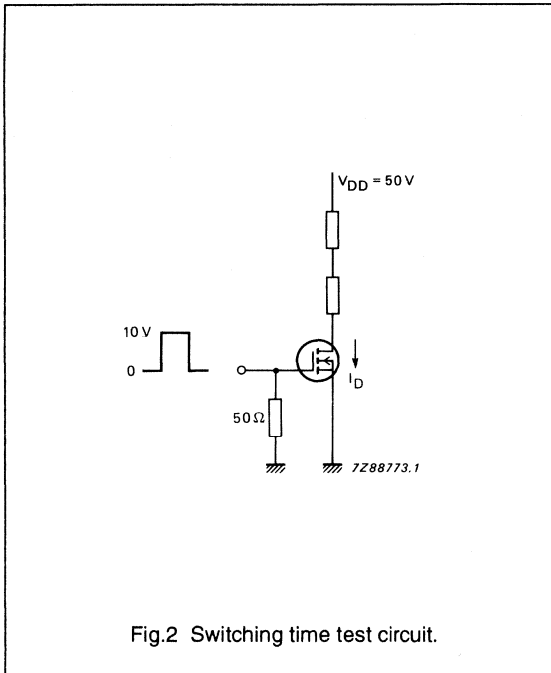 V_DD = 50 V
10 V
0
I_D
50 Ω
7Z88773.1
Fig.2 Switching time test circuit.